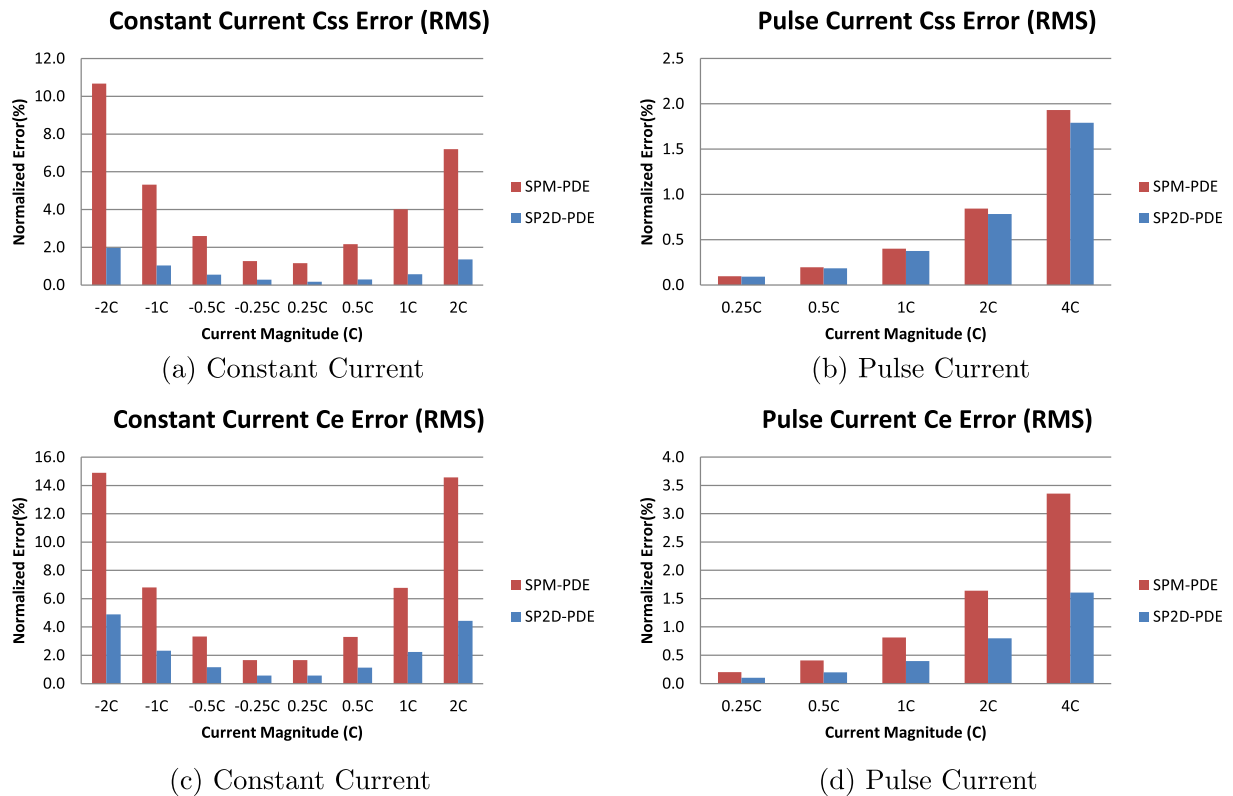 Constant Current Css Error (RMS)
12.0
10.0
8.0
6.0
4.0
2.0
0.0
Normalized Error(%)
-2C -1C -0.5C -0.25C 0.25C 0.5C 1C 2C
Current Magnitude (C)
SPM-PDE
SP2D-PDE
(a) Constant Current
Pulse Current Css Error (RMS)
2.5
2.0
1.5
1.0
0.5
0.0
Normalized Error(%)
0.25C 0.5C 1C 2C 4C
Current Magnitude (C)
SPM-PDE
SP2D-PDE
(b) Pulse Current
Constant Current Ce Error (RMS)
16.0
14.0
12.0
10.0
8.0
6.0
4.0
2.0
0.0
Normalized Error(%)
-2C -1C -0.5C -0.25C 0.25C 0.5C 1C 2C
Current Magnitude (C)
SPM-PDE
SP2D-PDE
(c) Constant Current
Pulse Current Ce Error (RMS)
4.0
3.5
3.0
2.5
2.0
1.5
1.0
0.5
0.0
Normalized Error(%)
0.25C 0.5C 1C 2C 4C
Current Magnitude (C)
SPM-PDE
SP2D-PDE
(d) Pulse Current